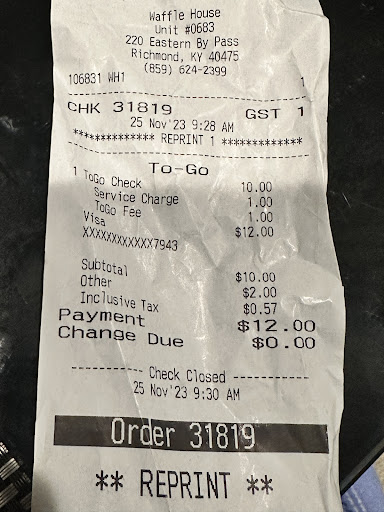 Waffle House
Unit #0683
220 Eastern By Pass
Richmond, KY 40475
(859) 624-2399
106831 WH1 1
CHK 31819 GST 1
25 Nov'23 9:28 AM
************* REPRINT 1 *************
To-Go
1 ToGo Check 10.00
Service Charge 1.00
ToGo Fee 1.00
Visa $12.00
XXXXXXXXXXXX7943
Subtotal $10.00
Other $2.00
Inclusive Tax $0.57
Payment $12.00
Change Due $0.00
---------- Check Closed ----------
25 Nov'23 9:30 AM
Order 31819
** REPRINT **